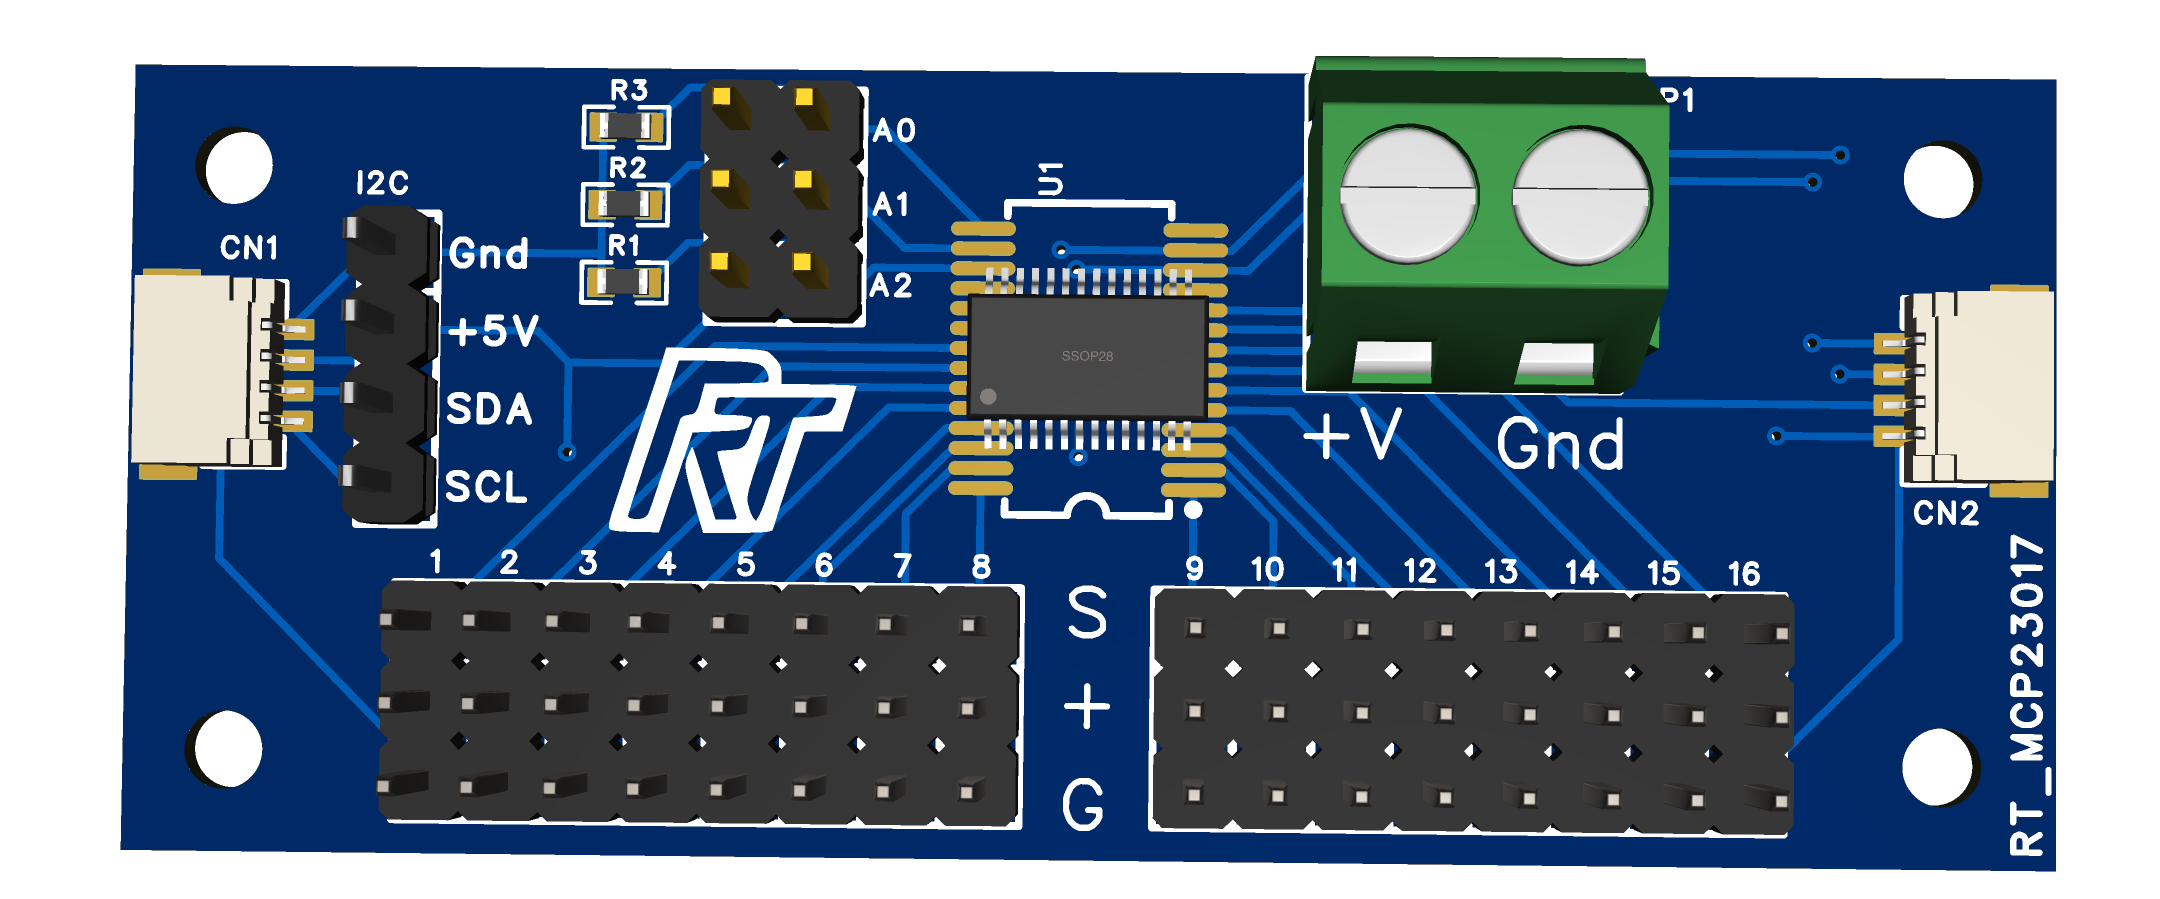 R3
P1
A0
R2
U1
I2C
A1
CN1
Gnd
R1
A2
+5V
SSOP28
SDA
+V
Gnd
RT
SCL
CN2
1 2 3 4 5 6 7 8
9 10 11 12 13 14 15 16
S
+
G
RT_MCP23017